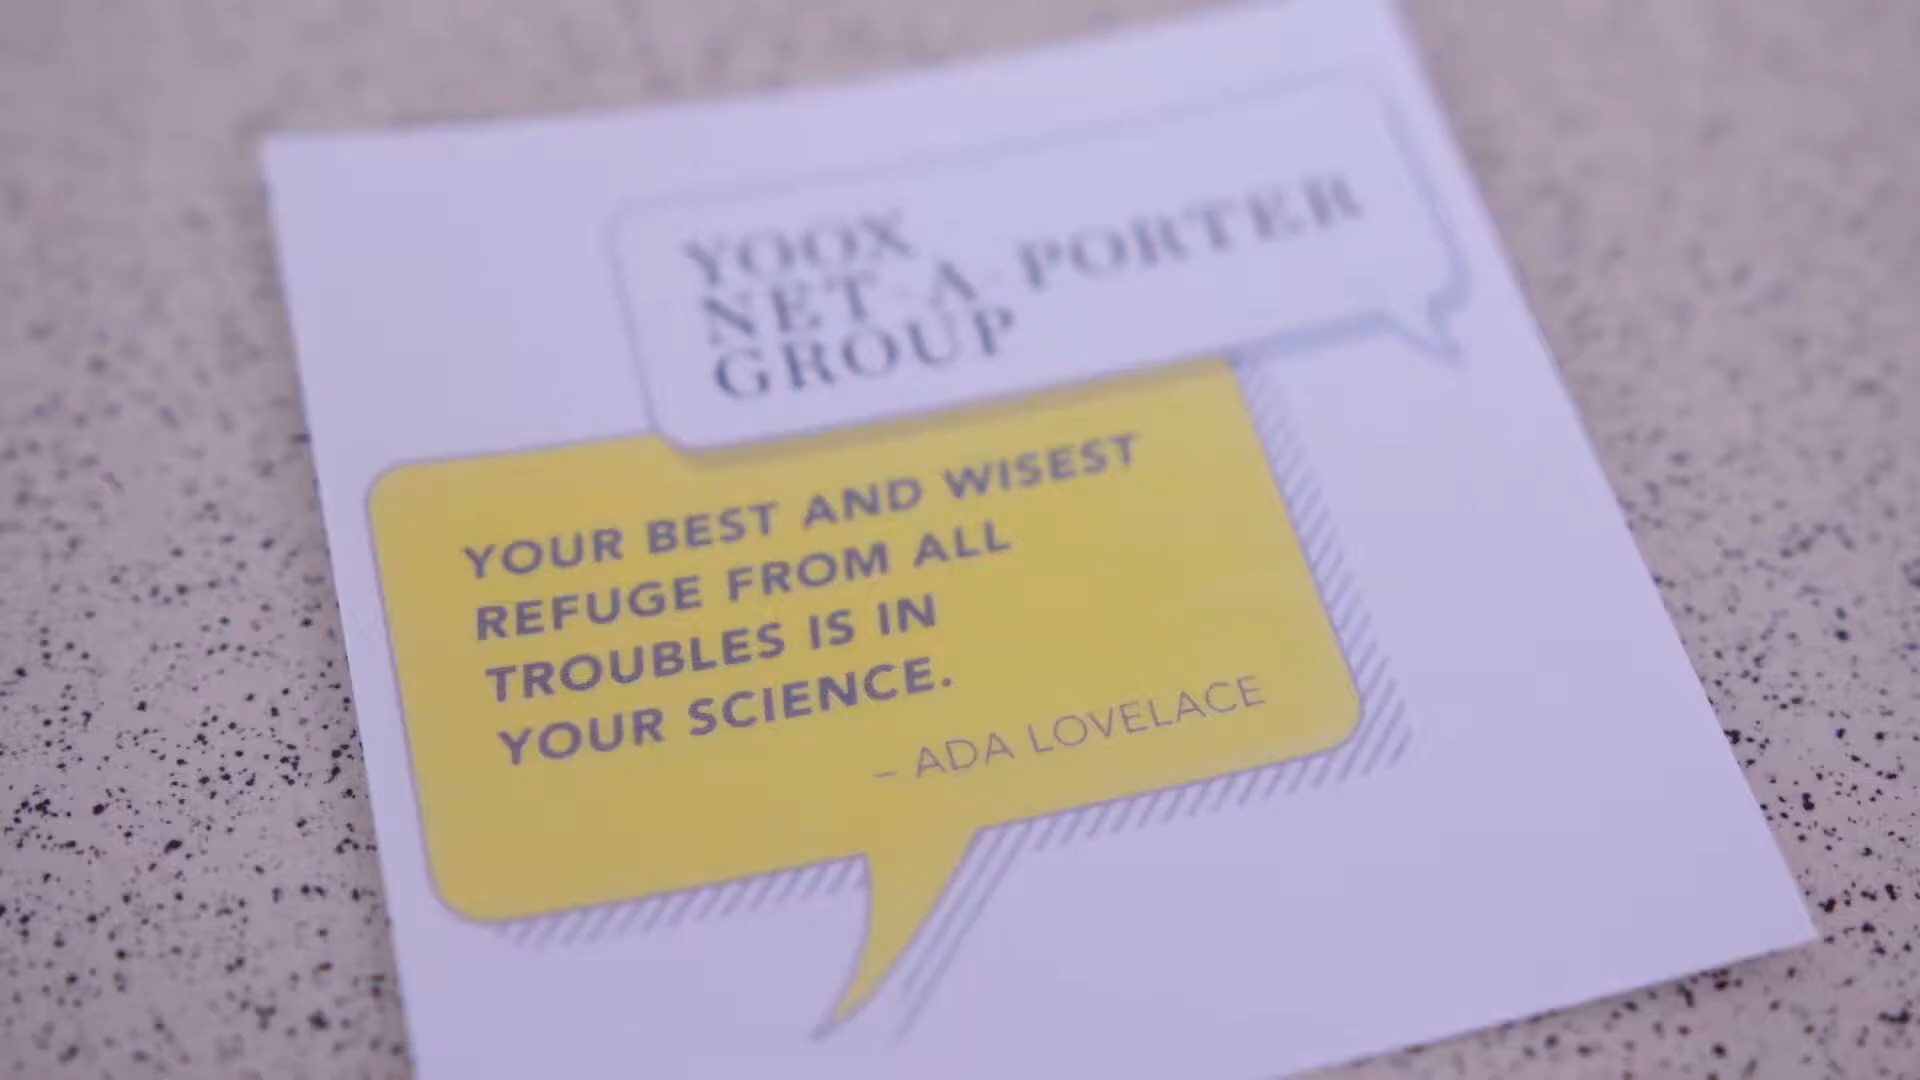 YOOX
NET-A-PORTER
GROUP
YOUR BEST AND WISEST
REFUGE FROM ALL
TROUBLES IS IN
YOUR SCIENCE.
– ADA LOVELACE